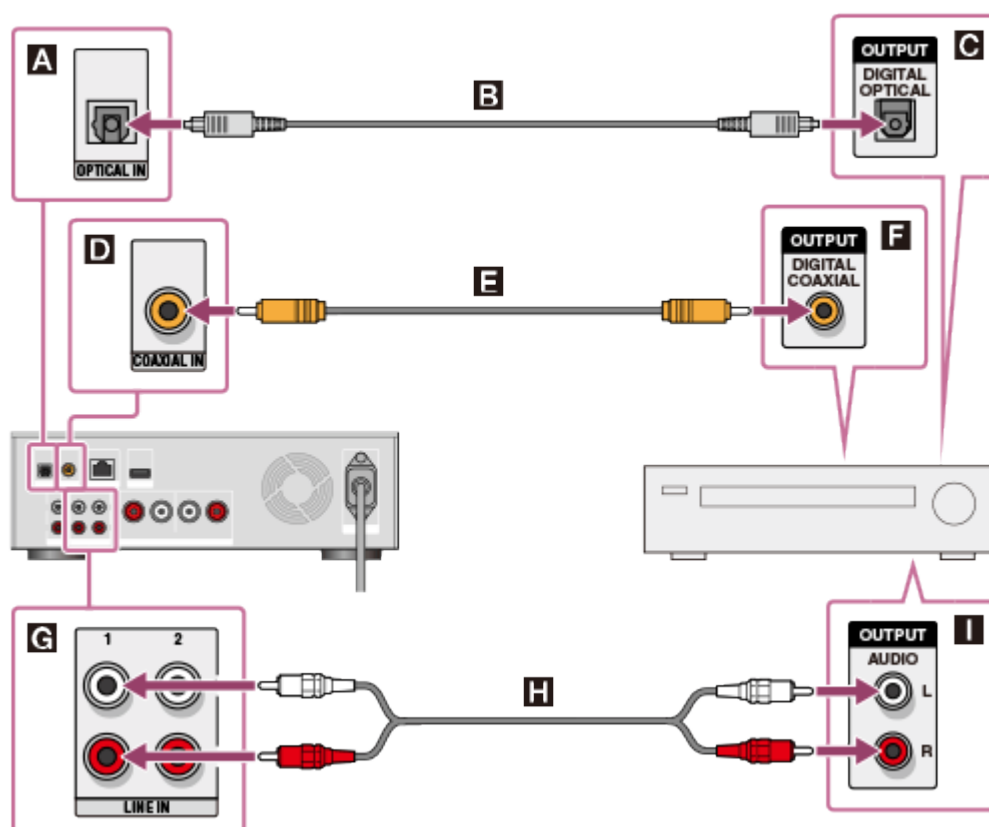 A
OPTICAL IN
B
OUTPUT
DIGITAL
OPTICAL
C
D
COAXIAL IN
E
OUTPUT
DIGITAL
COAXIAL
F
G
1 2
LINE IN
H
OUTPUT
AUDIO
L
R
I